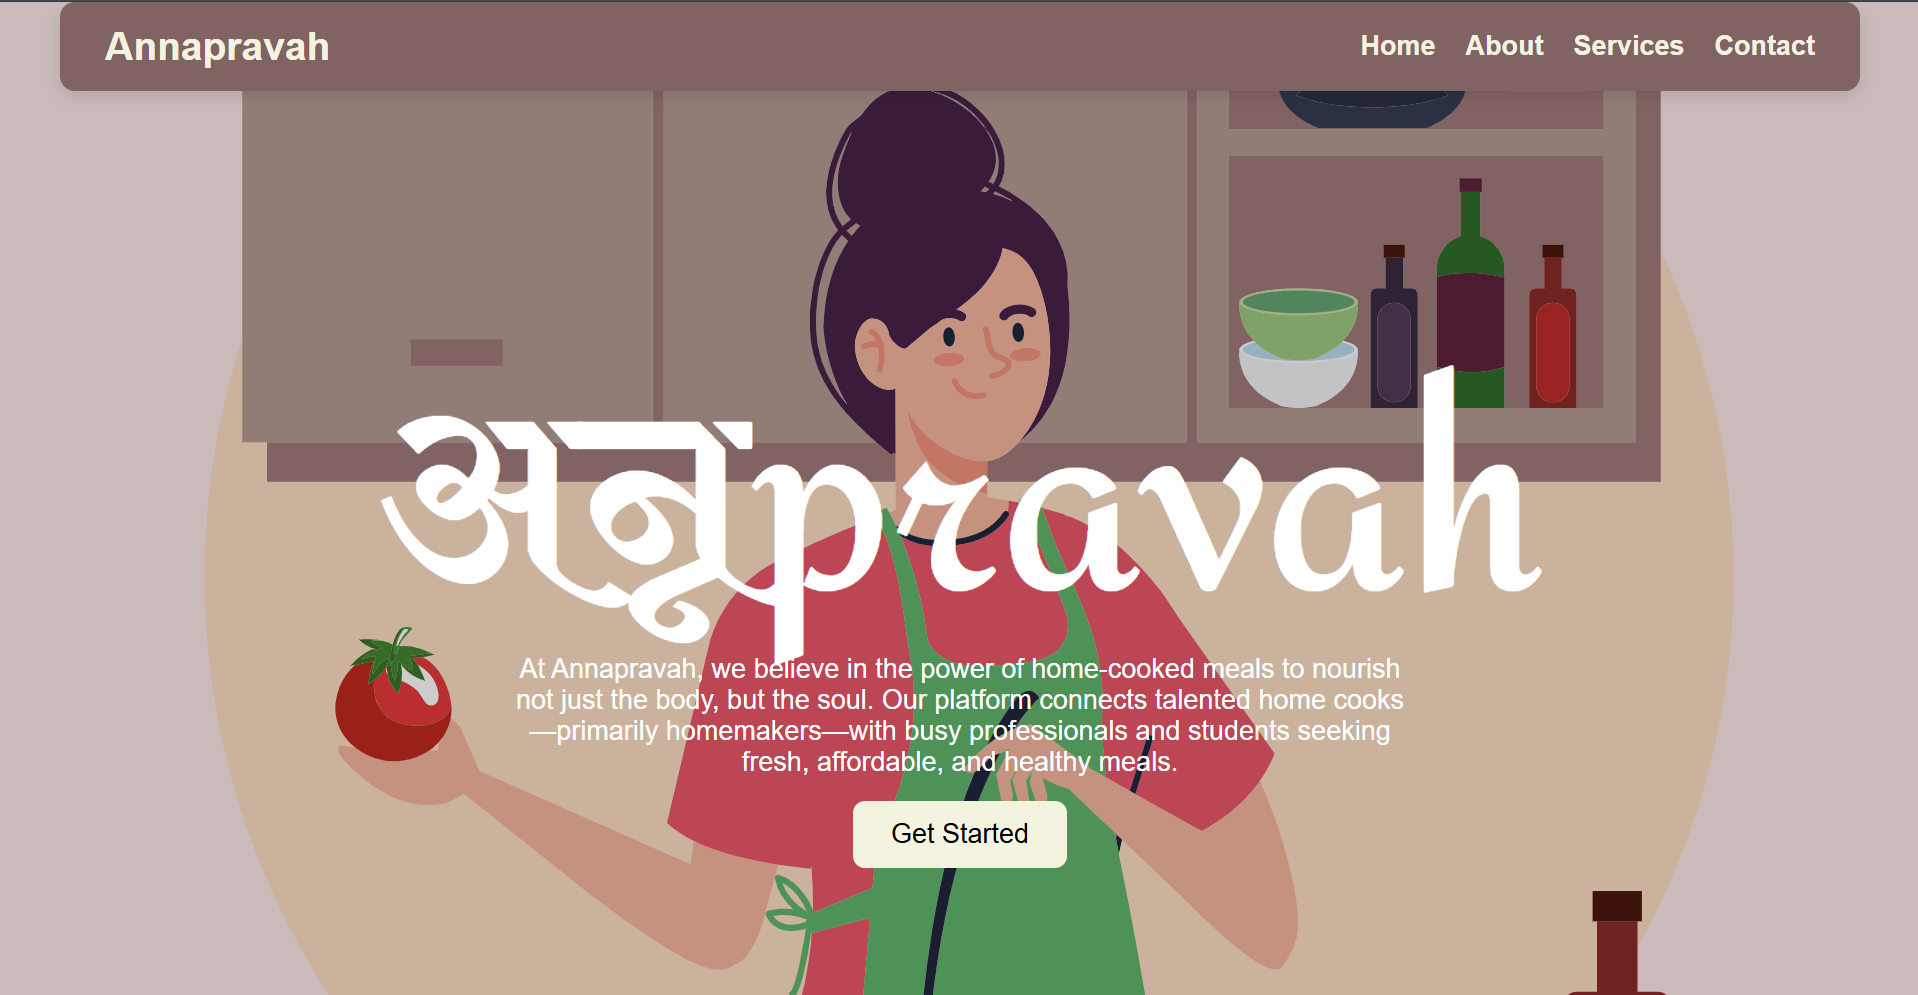 Annapravah
Home About Services Contact
अन्नpravah
At Annapravah, we believe in the power of home-cooked meals to nourish
not just the body, but the soul. Our platform connects talented home cooks
—primarily homemakers—with busy professionals and students seeking
fresh, affordable, and healthy meals.
Get Started